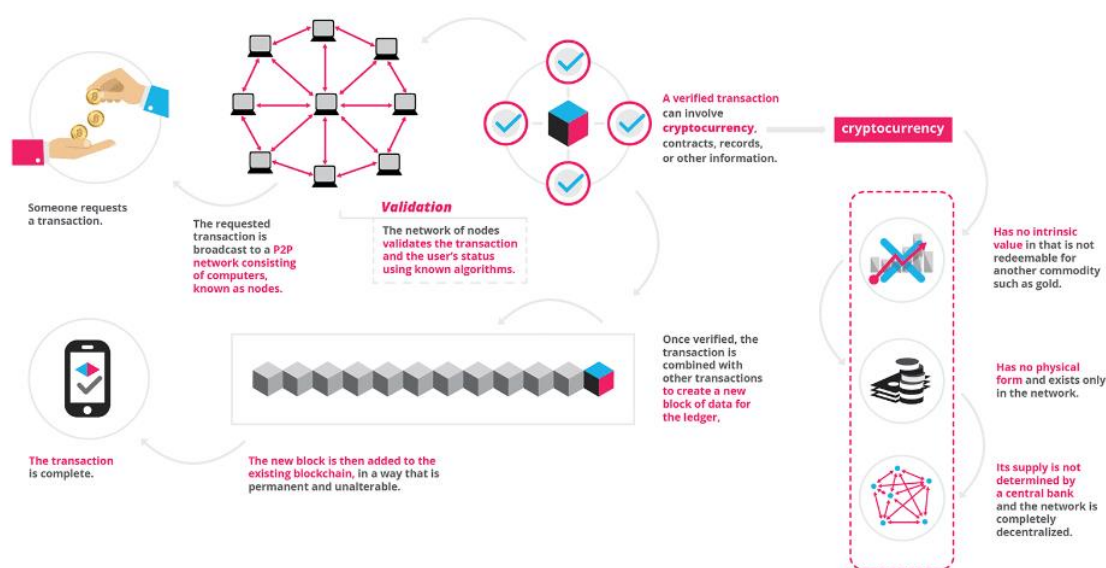 Someone requests
a transaction.
The requested
transaction is
broadcast to a P2P
network consisting
of computers,
known as nodes.
Validation
The network of nodes
validates the transaction
and the user's status
using known algorithms.
A verified transaction
can involve
cryptocurrency,
contracts, records,
or other information.
cryptocurrency
Has no intrinsic
value in that is not
redeemable for
another commodity
such as gold.
Has no physical
form and exists only
in the network.
Its supply is not
determined by
a central bank
and the network is
completely
decentralized.
Once verified, the
transaction is
combined with
other transactions
to create a new
block of data for
the ledger,
The new block is then added to the
existing blockchain, in a way that is
permanent and unalterable.
The transaction
is complete.